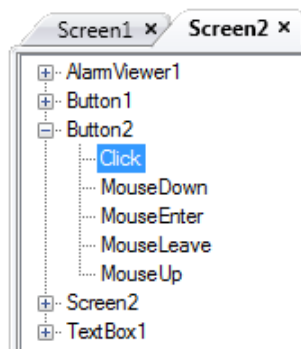 Screen1 × Screen2 ×
AlarmViewer1
Button1
Button2
Click
MouseDown
MouseEnter
MouseLeave
MouseUp
Screen2
TextBox1